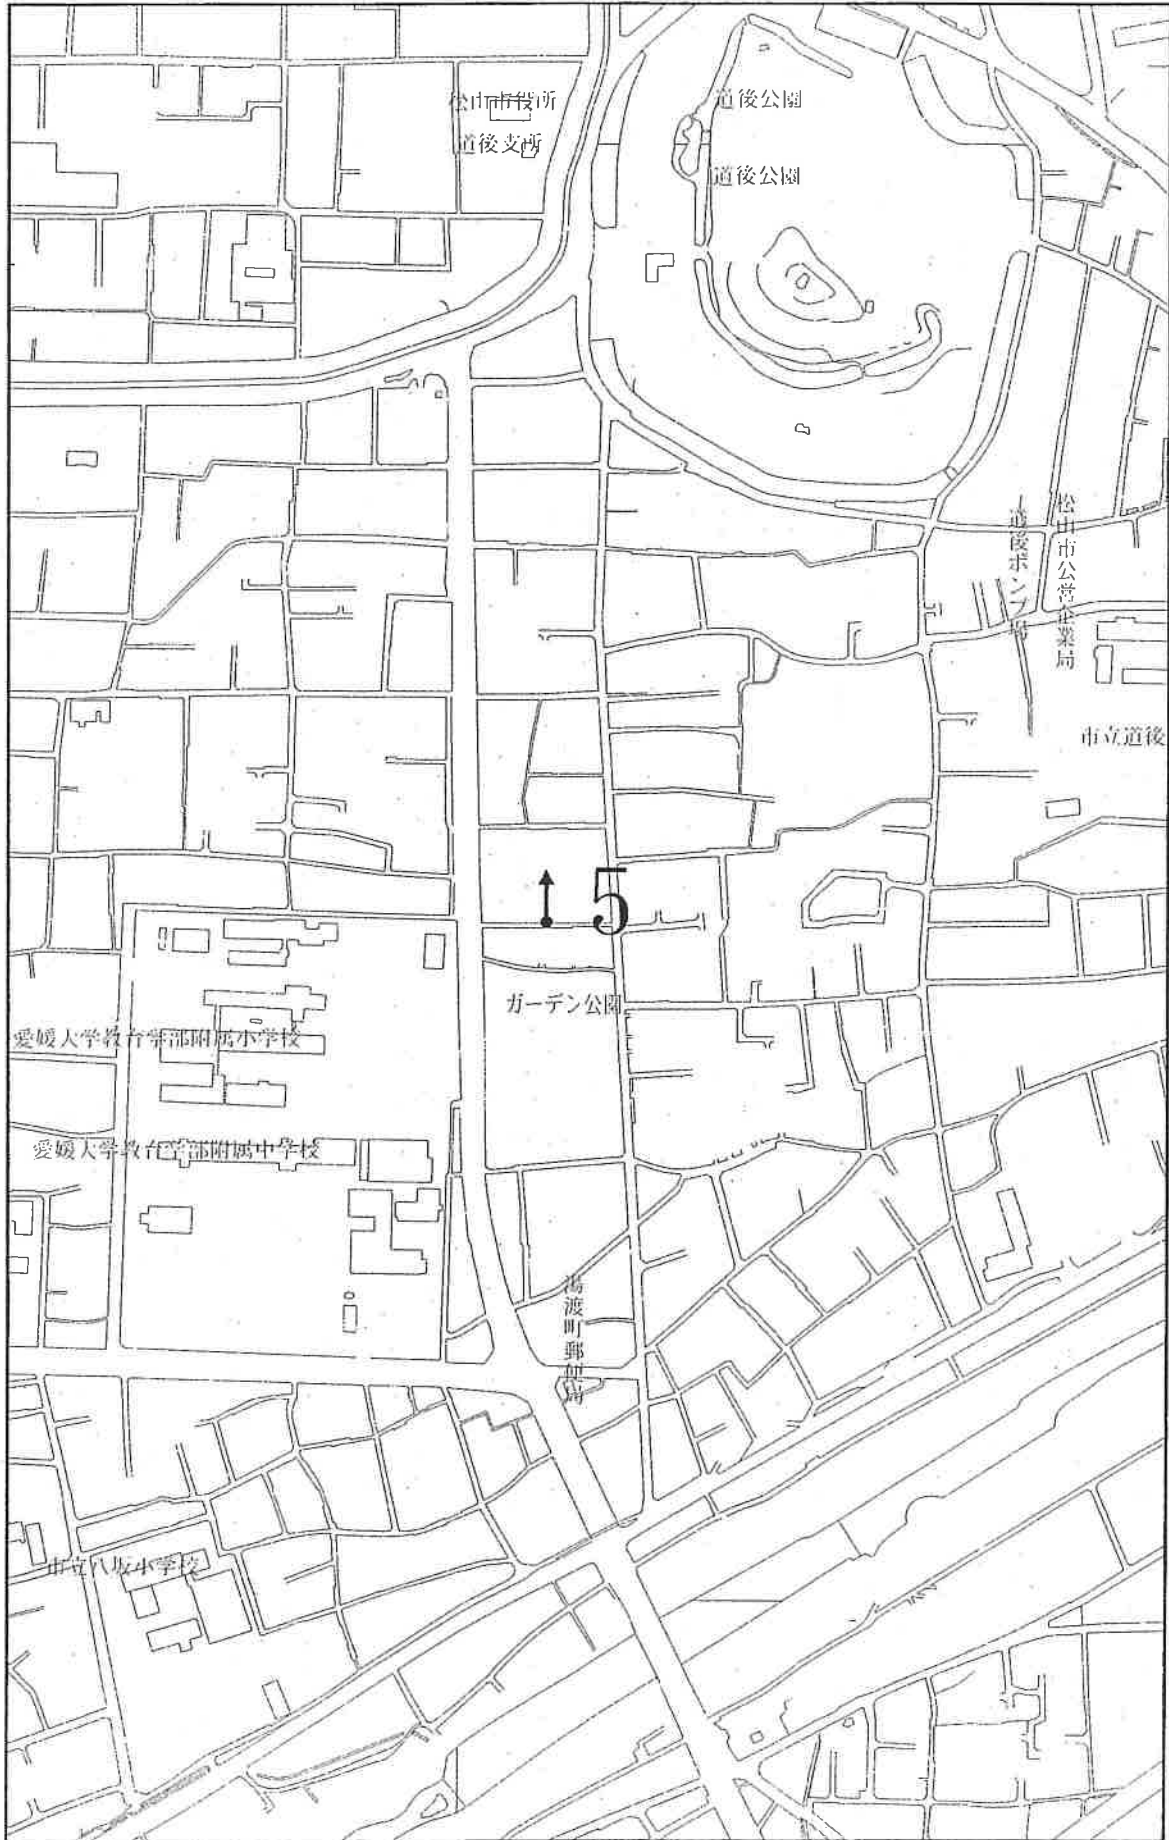 松山市役所
道後支所
道後公園
道後公園
松山市公営企業局
道後ポンプ場
市立道後
5
ガーデン公園
愛媛大学教育学部附属小学校
愛媛大学教育学部附属中学校
湯渡町郵便局
市立八坂小学校